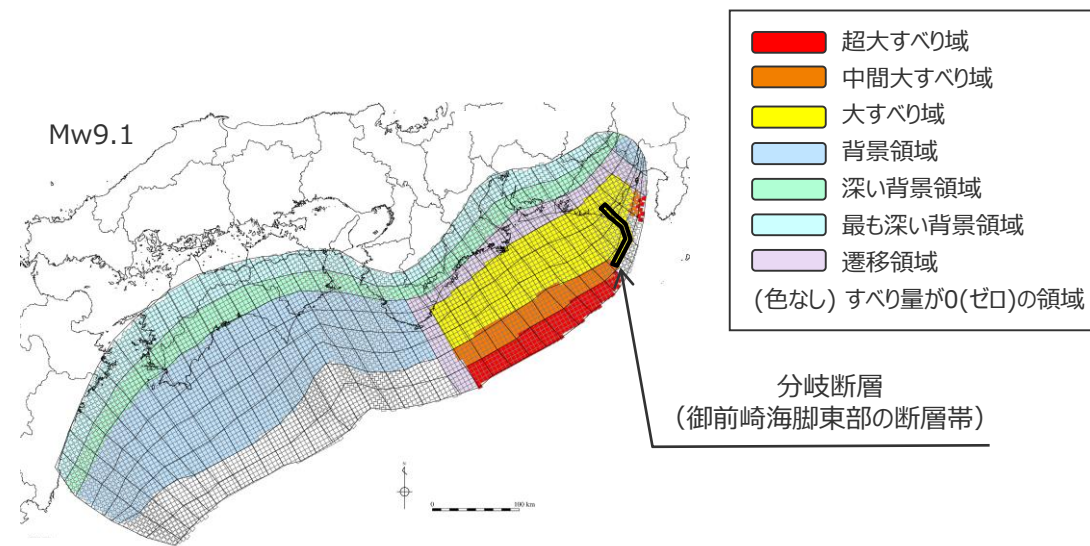 Mw9.1
超大すべり域
中間大すべり域
大すべり域
背景領域
深い背景領域
最も深い背景領域
遷移領域
(色なし) すべり量が0(ゼロ)の領域
分岐断層
（御前崎海脚東部の断層帯）
0 100 km